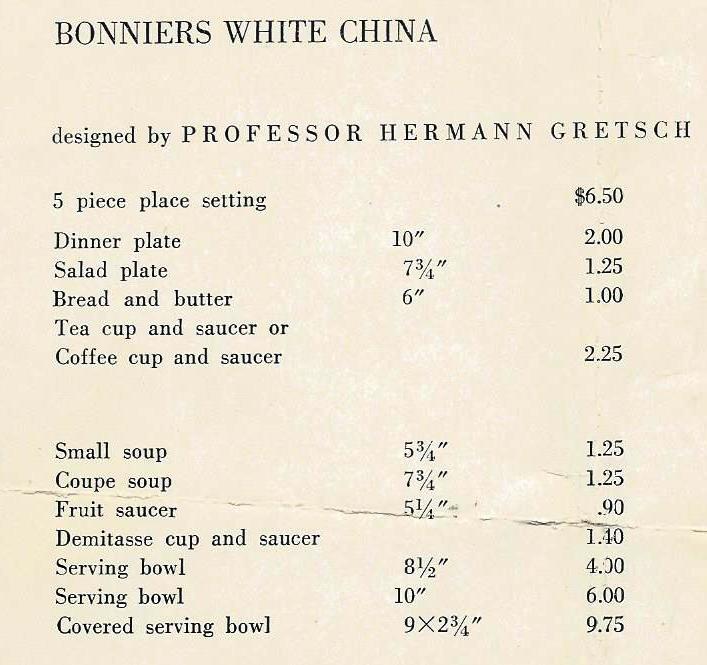 BONNIERS WHITE CHINA
designed by PROFESSOR HERMANN GRETSCH
5 piece place setting $6.50
Dinner plate 10″ 2.00
Salad plate 7¾″ 1.25
Bread and butter 6″ 1.00
Tea cup and saucer or
Coffee cup and saucer 2.25
Small soup 5¾″ 1.25
Coupe soup 7¾″ 1.25
Fruit saucer 5¼″ .90
Demitasse cup and saucer 1.40
Serving bowl 8½″ 4.00
Serving bowl 10″ 6.00
Covered serving bowl 9×2¾″ 9.75